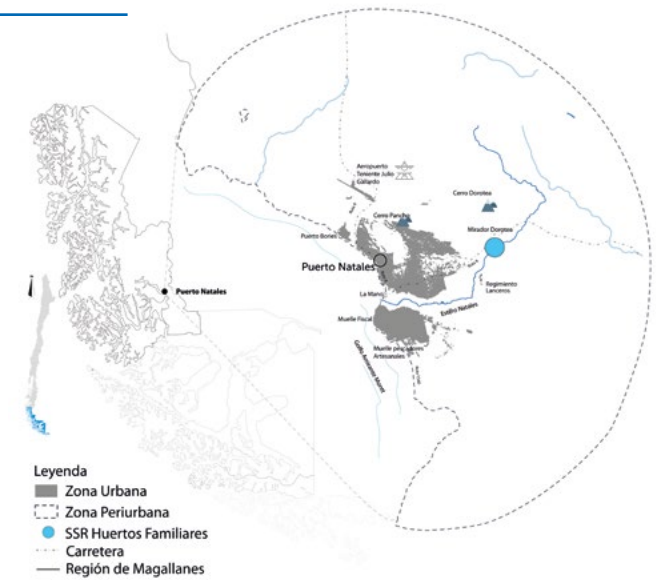 Aeropuerto
Teniente Julio
Gallardo
Cerro Dorotea
Cerro Pancho
Mirador Dorotea
Puerto Bories
Puerto Natales
Puerto Natales
Regimiento
Lanceros
La Mano
Estero Natales
Muelle Fiscal
Muelle pescadores
Artesanales
Golfo Almirante Montt
Leyenda
Zona Urbana
Zona Periurbana
SSR Huertos Familiares
Carretera
Región de Magallanes